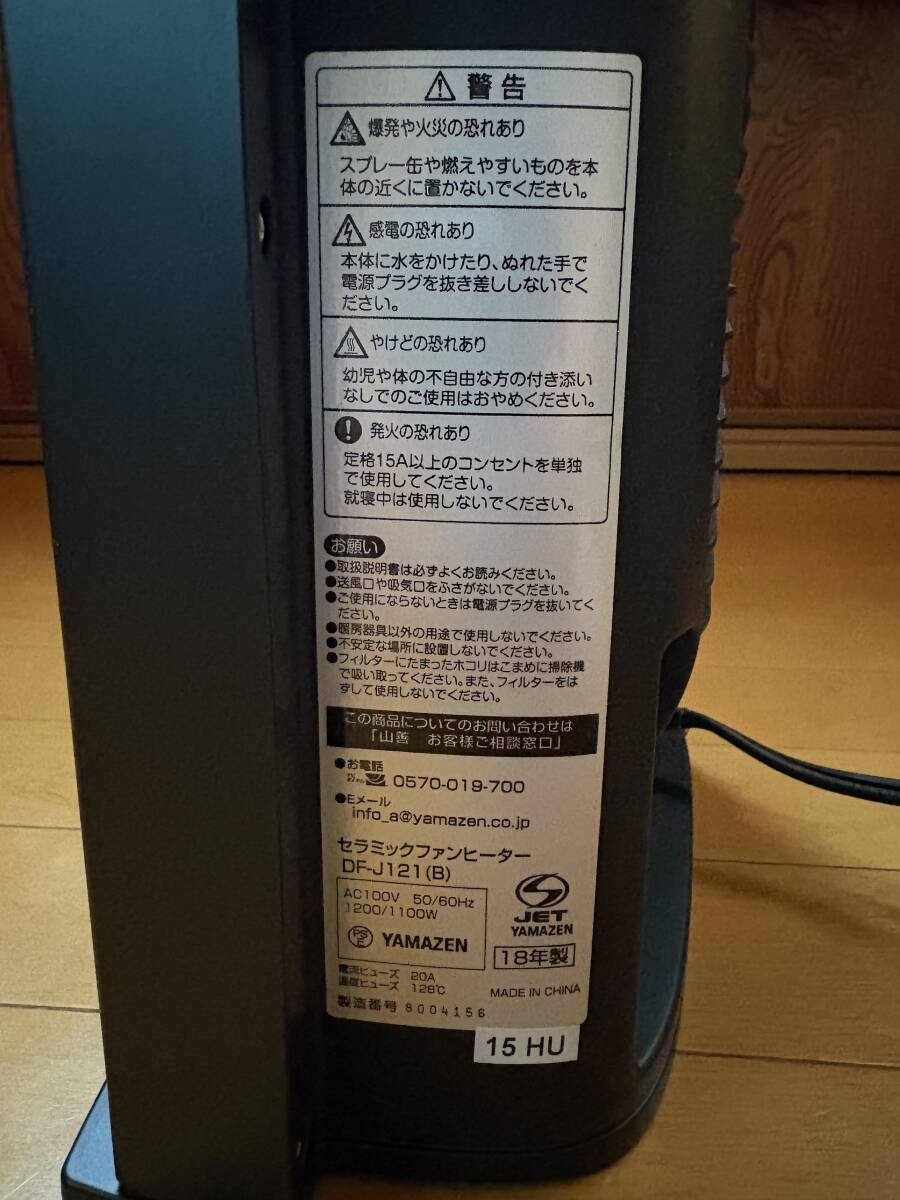 警告
爆発や火災の恐れあり
スプレー缶や燃えやすいものを本
体の近くに置かないでください。
感電の恐れあり
本体に水をかけたり、ぬれた手で
電源プラグを抜き差ししないでく
ださい。
やけどの恐れあり
幼児や体の不自由な方の付き添い
なしでのご使用はおやめください。
発火の恐れあり
定格15A以上のコンセントを単独
で使用してください。
就寝中は使用しないでください。
お願い
●取扱説明書は必ずよくお読みください。
●送風口や吸気口をふさがないでください。
●ご使用にならないときは電源プラグを抜いてく
ださい。
●暖房器具以外の用途で使用しないでください。
●不安定な場所に設置しないでください。
●フィルターにたまったホコリはこまめに掃除機
で吸い取ってください。また、フィルターをは
ずして使用しないでください。
この商品についてのお問い合わせは
「山善 お客様ご相談窓口」
●お電話
0570-019-700
●Eメール
info_a@yamazen.co.jp
セラミックファンヒーター
DF-J121(B)
AC100V 50/60Hz
1200/1100W
PSE YAMAZEN
JET
YAMAZEN
18年製
電流ヒューズ 20A
温度ヒューズ 128℃
MADE IN CHINA
製造番号 8004156
15 HU